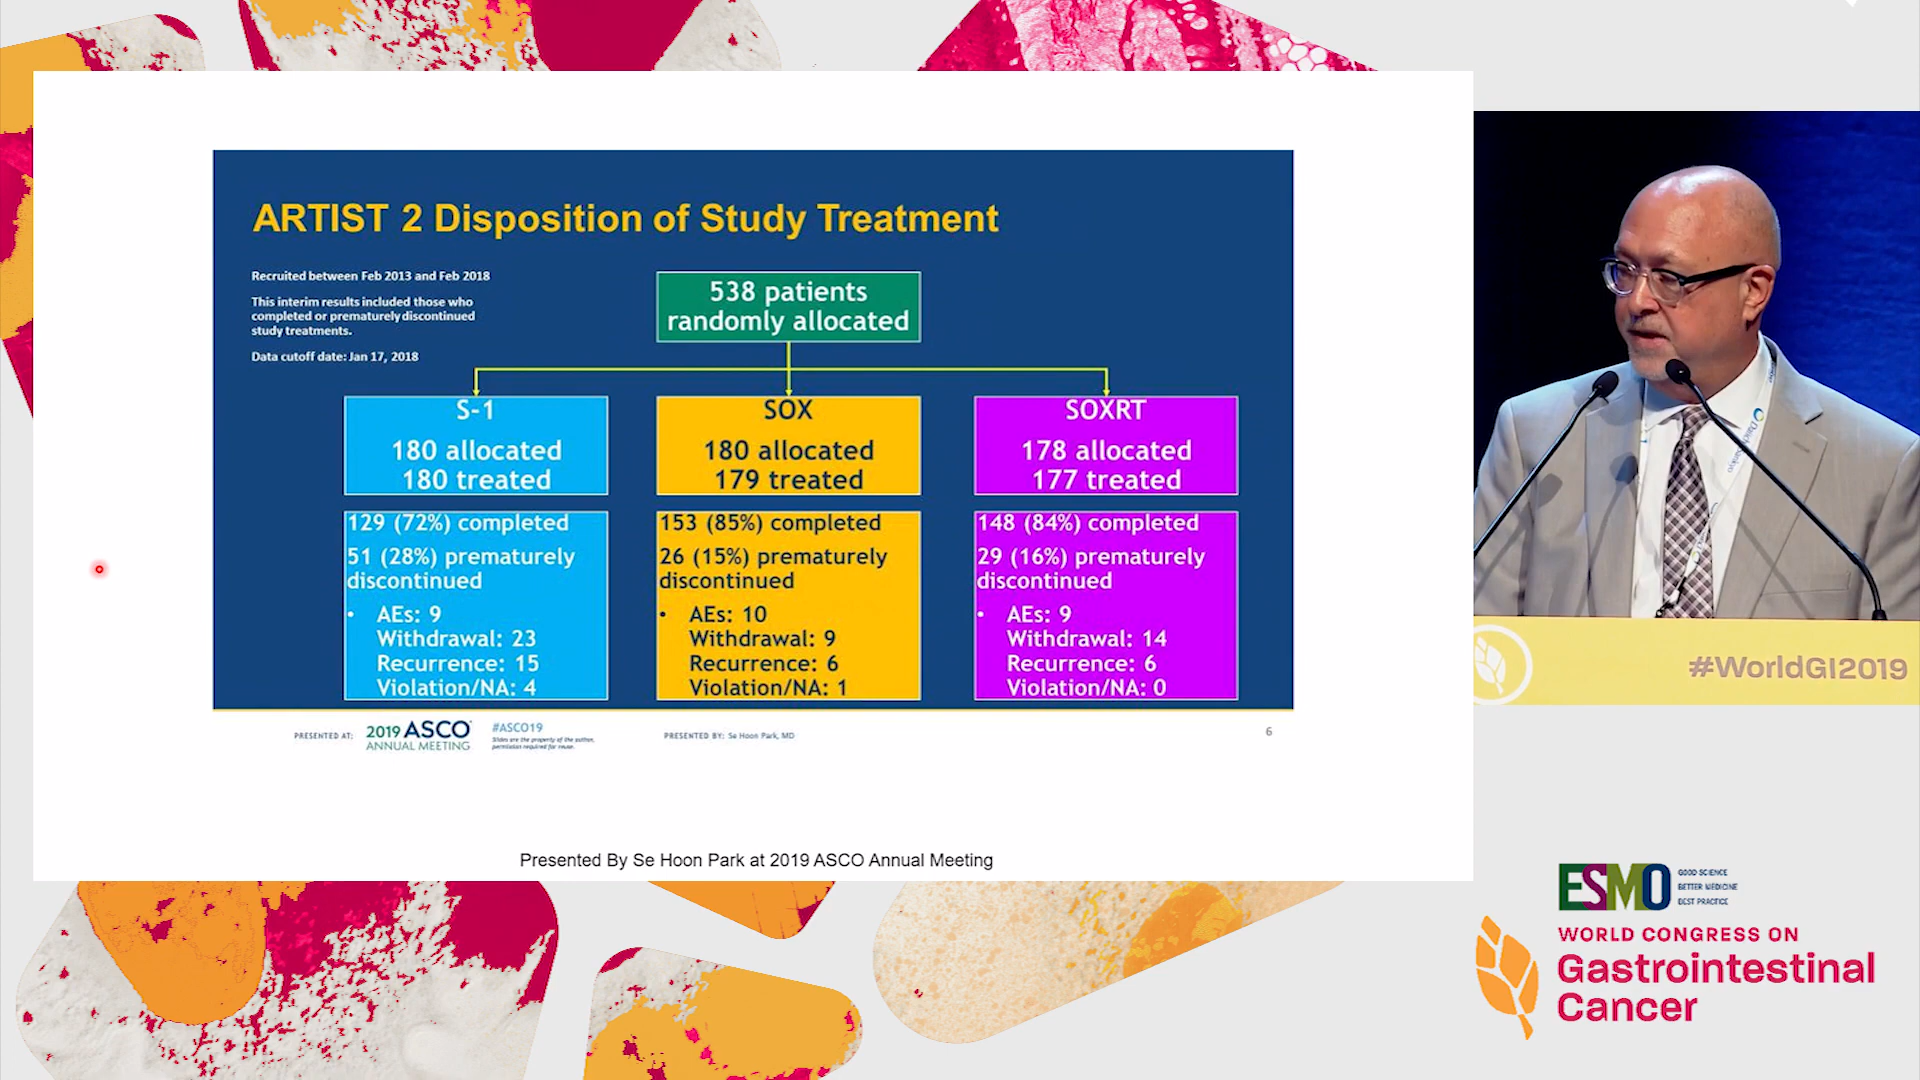 ARTIST 2 Disposition of Study Treatment
Recruited between Feb 2013 and Feb 2018
This interim results included those who
completed or prematurely discontinued
study treatments.
Data cutoff date: Jan 17, 2018
538 patients
randomly allocated
S-1
180 allocated
180 treated
129 (72%) completed
51 (28%) prematurely
discontinued
• AEs: 9
Withdrawal: 23
Recurrence: 15
Violation/NA: 4
SOX
180 allocated
179 treated
153 (85%) completed
26 (15%) prematurely
discontinued
• AEs: 10
Withdrawal: 9
Recurrence: 6
Violation/NA: 1
SOXRT
178 allocated
177 treated
148 (84%) completed
29 (16%) prematurely
discontinued
• AEs: 9
Withdrawal: 14
Recurrence: 6
Violation/NA: 0
PRESENTED AT:
2019 ASCO
ANNUAL MEETING
#ASCO19
Slides are the property of the author,
permission required for reuse.
PRESENTED BY: Se Hoon Park, MD
6
Presented By Se Hoon Park at 2019 ASCO Annual Meeting
#WorldGI2019
ESMO
GOOD SCIENCE
BETTER MEDICINE
BEST PRACTICE
WORLD CONGRESS ON
Gastrointestinal
Cancer